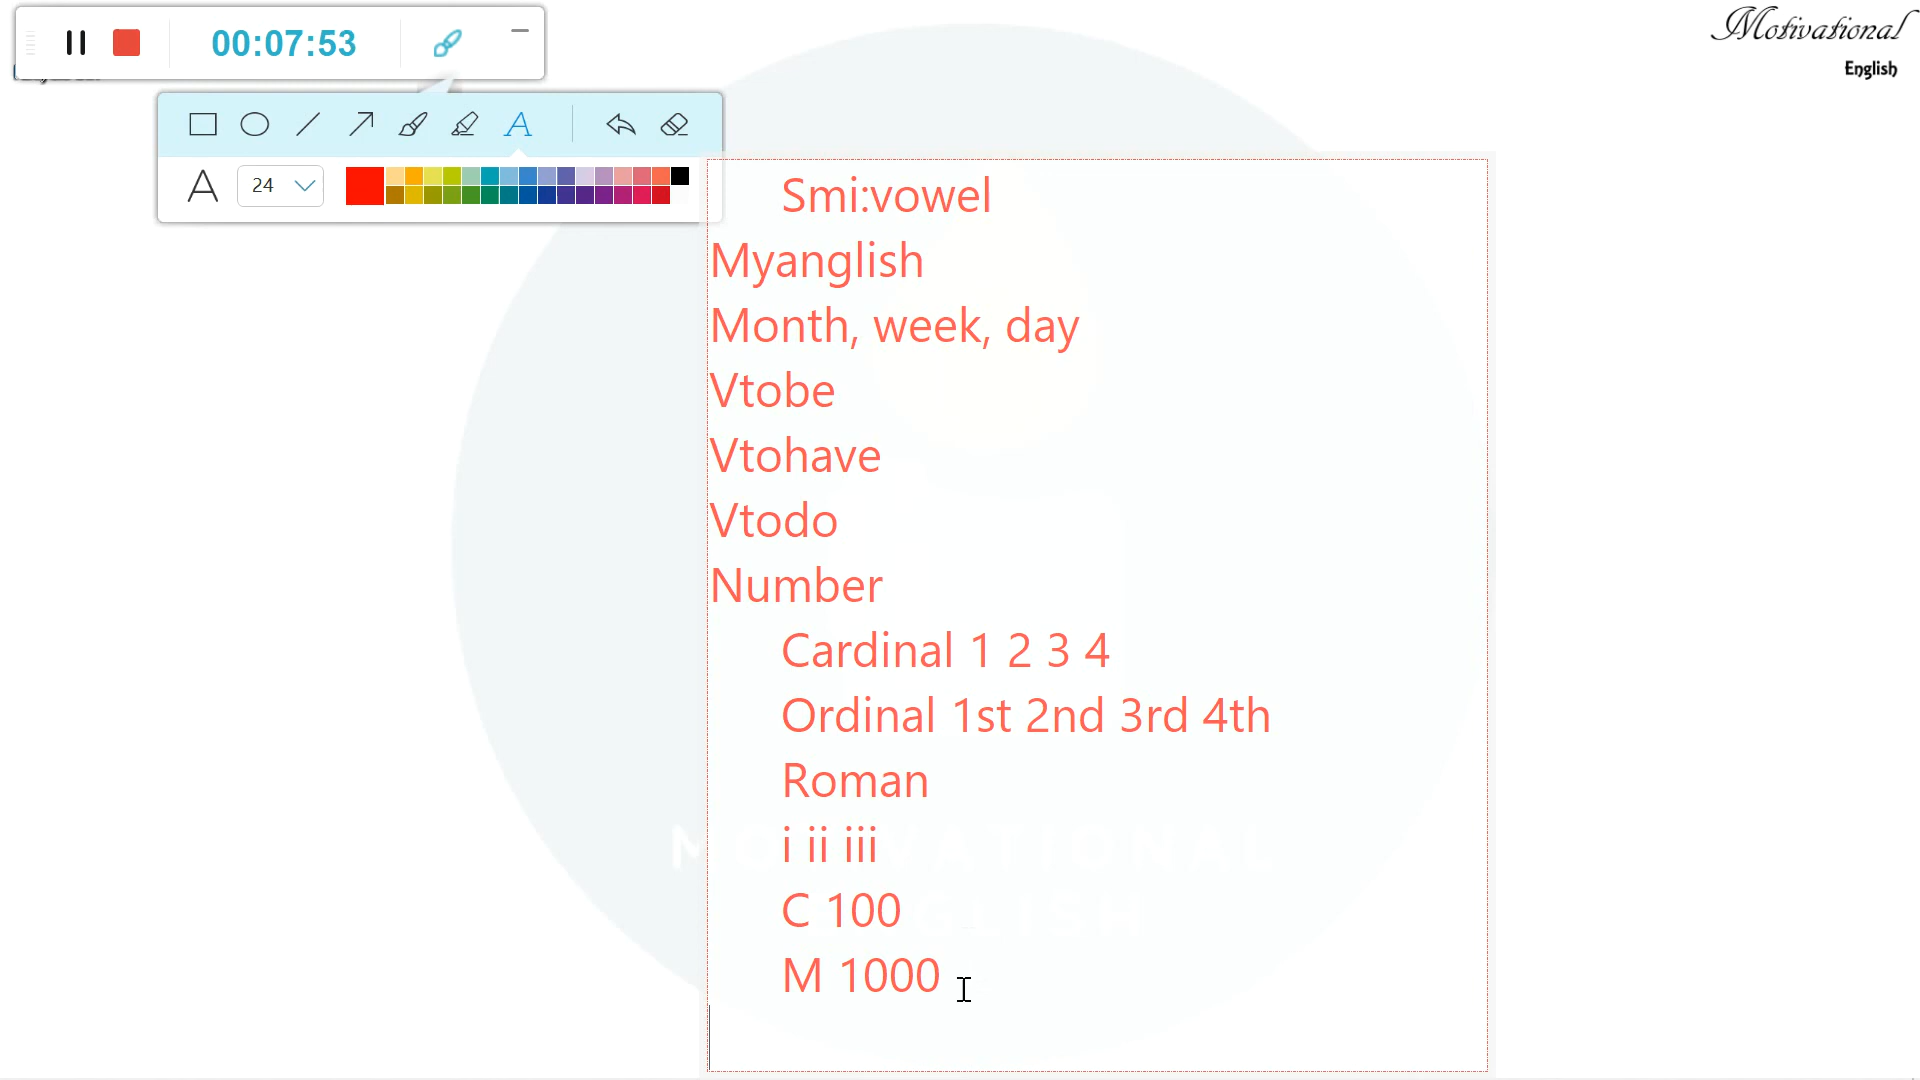 00:07:53
Motivational
English
A
A 24
Smi:vowel
Myanglish
Month, week, day
Vtobe
Vtohave
Vtodo
Number
Cardinal 1 2 3 4
Ordinal 1st 2nd 3rd 4th
Roman
i ii iii
C 100
M 1000